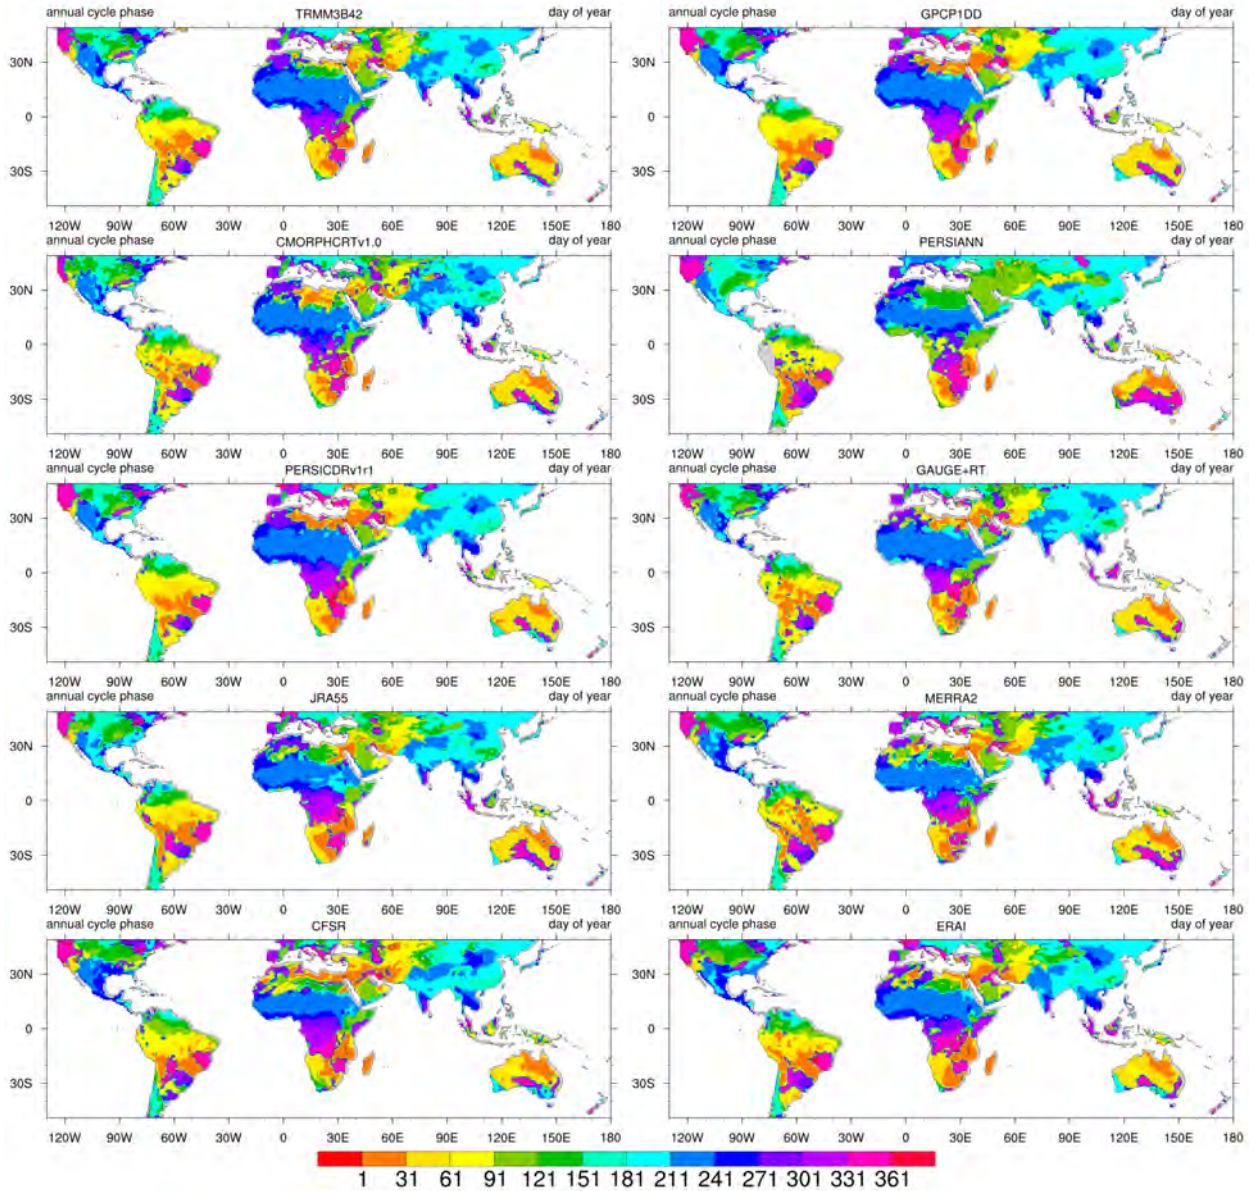 annual cycle phase TRMM3B42 day of year
annual cycle phase GPCP1DD day of year
30N
0
30S
30N
0
30S
120W 90W 60W 30W 0 30E 60E 90E 120E 150E 180
120W 90W 60W 30W 0 30E 60E 90E 120E 150E 180
annual cycle phase CMORPHCRTv1.0 day of year
annual cycle phase PERSIANN day of year
30N
0
30S
30N
0
30S
120W 90W 60W 30W 0 30E 60E 90E 120E 150E 180
120W 90W 60W 30W 0 30E 60E 90E 120E 150E 180
annual cycle phase PERSICDRv1r1 day of year
annual cycle phase GAUGE+RT day of year
30N
0
30S
30N
0
30S
120W 90W 60W 30W 0 30E 60E 90E 120E 150E 180
120W 90W 60W 30W 0 30E 60E 90E 120E 150E 180
annual cycle phase JRA55 day of year
annual cycle phase MERRA2 day of year
30N
0
30S
30N
0
30S
120W 90W 60W 30W 0 30E 60E 90E 120E 150E 180
120W 90W 60W 30W 0 30E 60E 90E 120E 150E 180
annual cycle phase CFSR day of year
annual cycle phase ERAI day of year
30N
0
30S
30N
0
30S
120W 90W 60W 30W 0 30E 60E 90E 120E 150E 180
120W 90W 60W 30W 0 30E 60E 90E 120E 150E 180
1 31 61 91 121 151 181 211 241 271 301 331 361